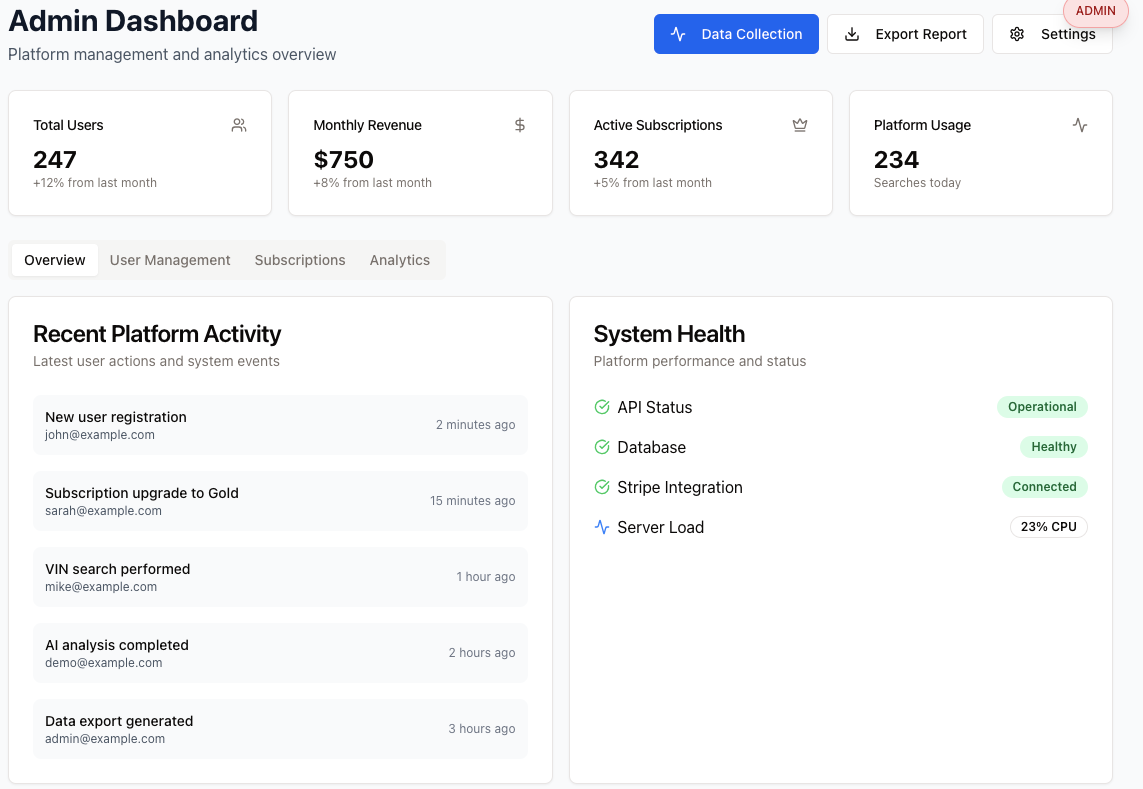 Admin Dashboard
Platform management and analytics overview
Data Collection
Export Report
Settings
ADMIN
Total Users
247
+12% from last month
Monthly Revenue
$750
+8% from last month
Active Subscriptions
342
+5% from last month
Platform Usage
234
Searches today
Overview
User Management
Subscriptions
Analytics
Recent Platform Activity
Latest user actions and system events
New user registration
john@example.com
2 minutes ago
Subscription upgrade to Gold
sarah@example.com
15 minutes ago
VIN search performed
mike@example.com
1 hour ago
AI analysis completed
demo@example.com
2 hours ago
Data export generated
admin@example.com
3 hours ago
System Health
Platform performance and status
API Status
Operational
Database
Healthy
Stripe Integration
Connected
Server Load
23% CPU